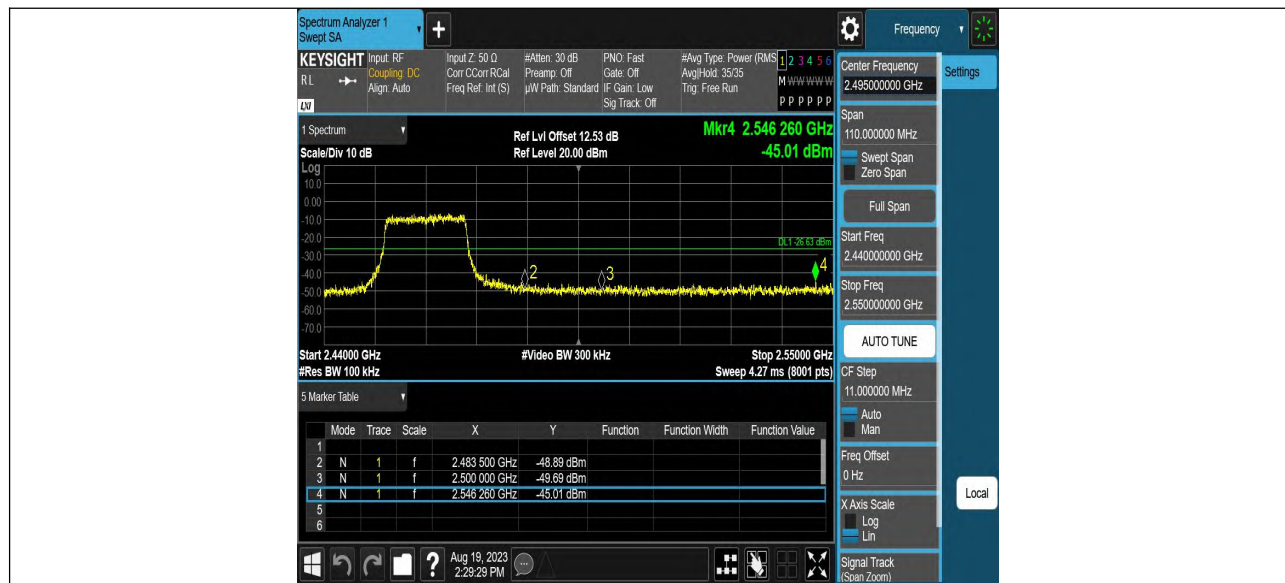 Spectrum Analyzer 1
Swept SA
+
Frequency
KEYSIGHT
RL
LXI
Input: RF
Coupling: DC
Align: Auto
Input Z: 50 Ω
Corr CCorr RCal
Freq Ref: Int (S)
#Atten: 30 dB
Preamp: Off
µW Path: Standard
PNO: Fast
Gate: Off
IF Gain: Low
Sig Track: Off
#Avg Type: Power (RMS
Avg|Hold: 35/35
Trig: Free Run
1 2 3 4 5 6
M W W W W W
P P P P P P
1 Spectrum
Scale/Div 10 dB
Ref Lvl Offset 12.53 dB
Ref Level 20.00 dBm
Mkr4 2.546 260 GHz
-45.01 dBm
Log
10.0
0.00
-10.0
-20.0
-30.0
-40.0
-50.0
-60.0
-70.0
DL1 -26.63 dBm
2
3
4
Start 2.44000 GHz
#Video BW 300 kHz
Stop 2.55000 GHz
#Res BW 100 kHz
Sweep 4.27 ms (8001 pts)
5 Marker Table
Mode Trace Scale X Y Function Function Width Function Value
1
2 N 1 f 2.483 500 GHz -48.89 dBm
3 N 1 f 2.500 000 GHz -49.69 dBm
4 N 1 f 2.546 260 GHz -45.01 dBm
5
6
?
Aug 19, 2023
2:29:29 PM
Center Frequency
2.495000000 GHz
Settings
Span
110.000000 MHz
Swept Span
Zero Span
Full Span
Start Freq
2.440000000 GHz
Stop Freq
2.550000000 GHz
AUTO TUNE
CF Step
11.000000 MHz
Auto
Man
Freq Offset
0 Hz
Local
X Axis Scale
Log
Lin
Signal Track
(Span Zoom)